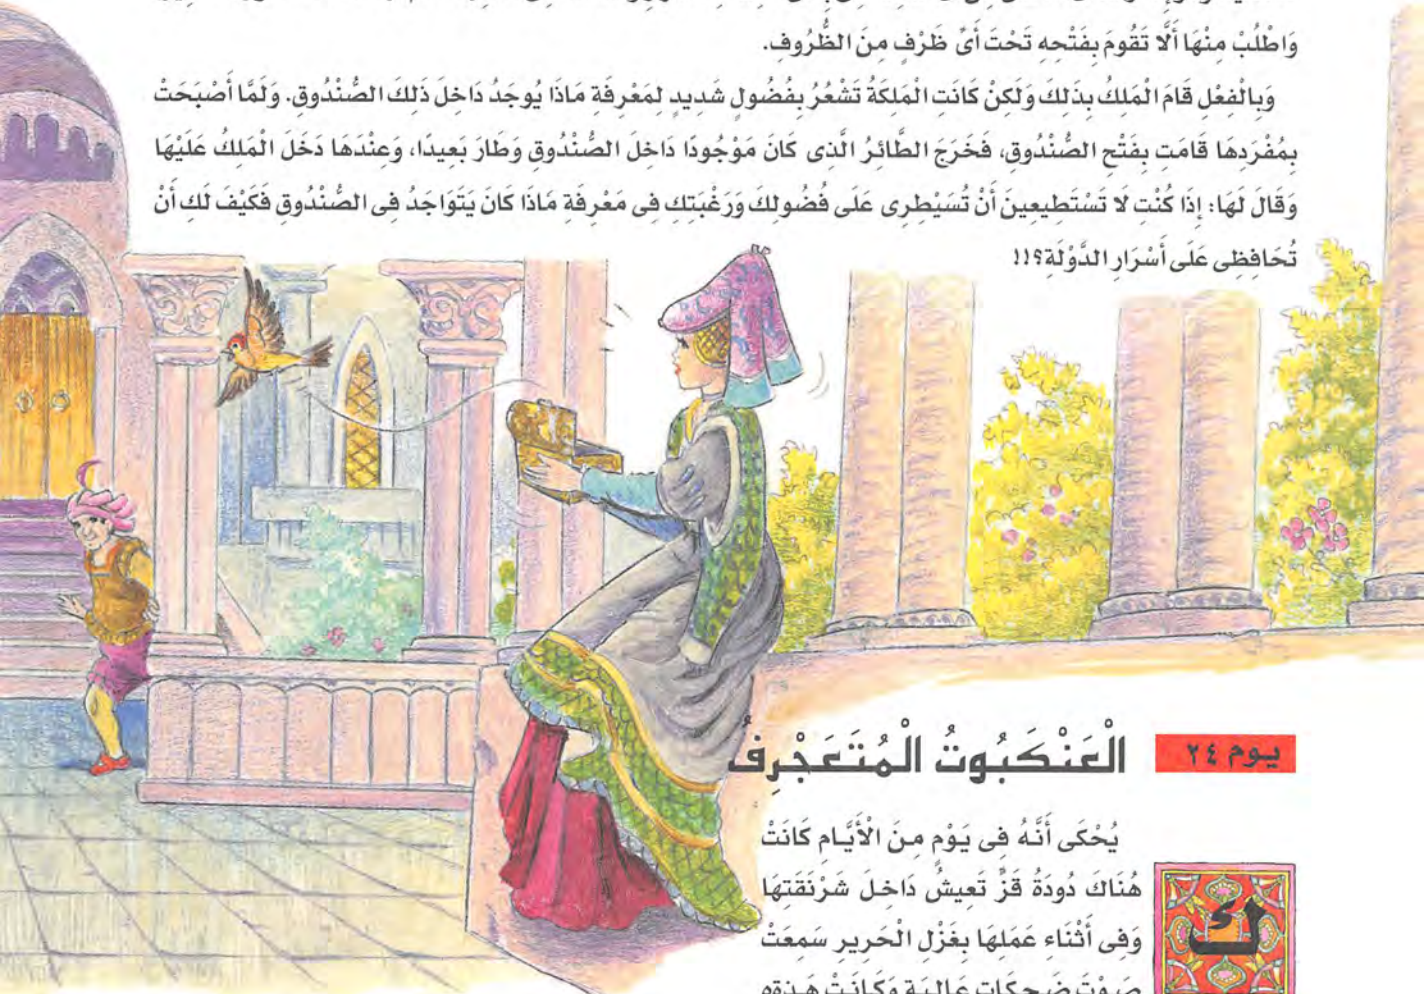 وَاطْلُبْ مِنْهَا أَلَّا تَقُومَ بِفَتْحِهِ تَحْتَ أَىِّ ظَرْفٍ مِنَ الظُّرُوفِ.
وَبِالْفِعْلِ قَامَ الْمَلِكُ بِذَلِكَ وَلَكِنْ كَانَتِ الْمَلِكَةُ تَشْعُرُ بِفُضُولٍ شَدِيدٍ لِمَعْرِفَةِ مَاذَا يُوجَدُ دَاخِلَ ذَلِكَ الصُّنْدُوقِ. وَلَمَّا أَصْبَحَتْ
بِمُفْرَدِهَا قَامَتِ بِفَتْحِ الصُّنْدُوقِ، فَخَرَجَ الطَّائِرُ الَّذِى كَانَ مَوْجُودًا دَاخِلَ الصُّنْدُوقِ وَطَارَ بَعِيدًا، وَعِنْدَهَا دَخَلَ الْمَلِكُ عَلَيْهَا
وَقَالَ لَهَا: إِذَا كُنْتِ لَا تَسْتَطِيعِينَ أَنْ تُسَيْطِرِى عَلَى فُضُولِكَ وَرَغْبَتِكِ فِى مَعْرِفَةِ مَاذَا كَانَ يَتَوَاجَدُ فِى الصُّنْدُوقِ فَكَيْفَ لَكِ أَنْ
تُحَافِظِى عَلَى أَسْرَارِ الدَّوْلَةِ؟!!
يوم ٢٤ الْعَنْكَبُوتُ الْمُتَعَجْرِفُ
يُحْكَى أَنَّهُ فِى يَوْمٍ مِنَ الْأَيَّامِ كَانَتْ
هُنَاكَ دُودَةُ قَزٍّ تَعِيشُ دَاخِلَ شَرْنَقَتِهَا
ك
وَفِى أَثْنَاءِ عَمَلِهَا بِغَزْلِ الْحَرِيرِ سَمِعَتْ
صَوْتَ ضَحِكَاتٍ عَالِيَةٍ وَكَانَتْ هَذِهِ